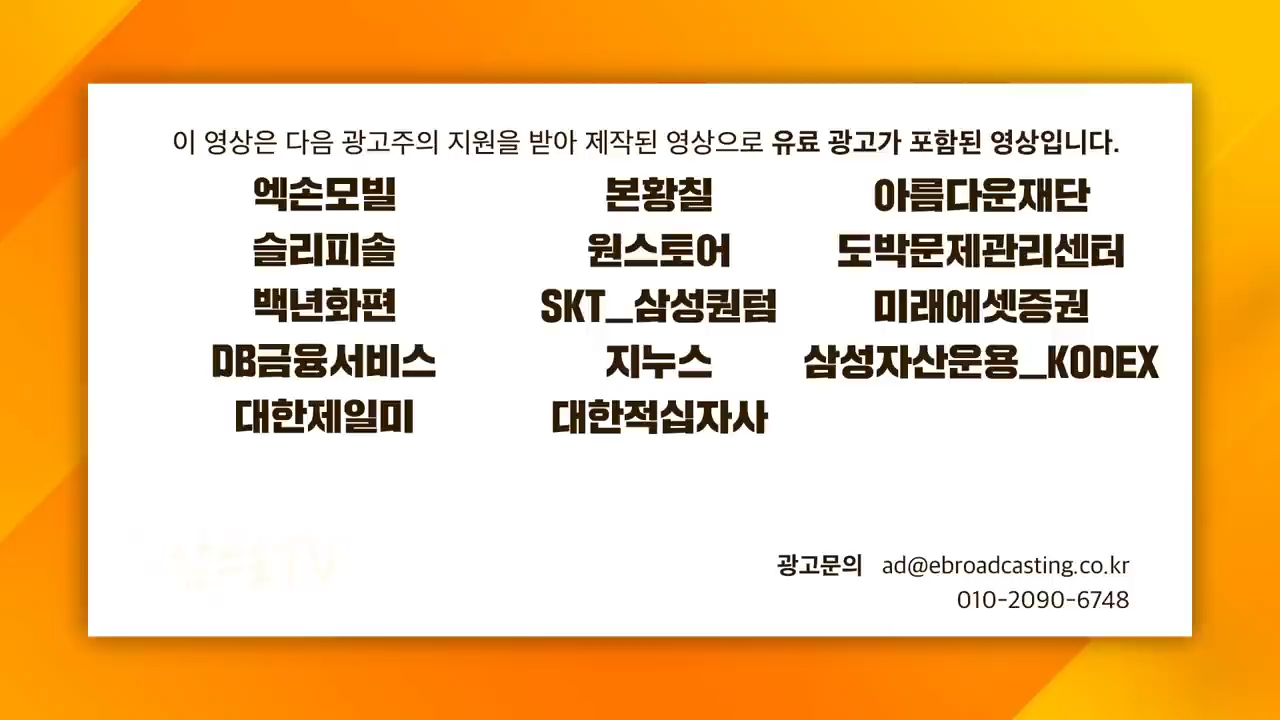 이 영상은 다음 광고주의 지원을 받아 제작된 영상으로 유료 광고가 포함된 영상입니다.
엑손모빌 본황칠 아름다운재단
슬리피솔 원스토어 도박문제관리센터
백년화편 SKT_삼성퀀텀 미래에셋증권
DB금융서비스 지누스 삼성자산운용_KODEX
대한제일미 대한적십자사
광고문의 ad@ebroadcasting.co.kr
010-2090-6748